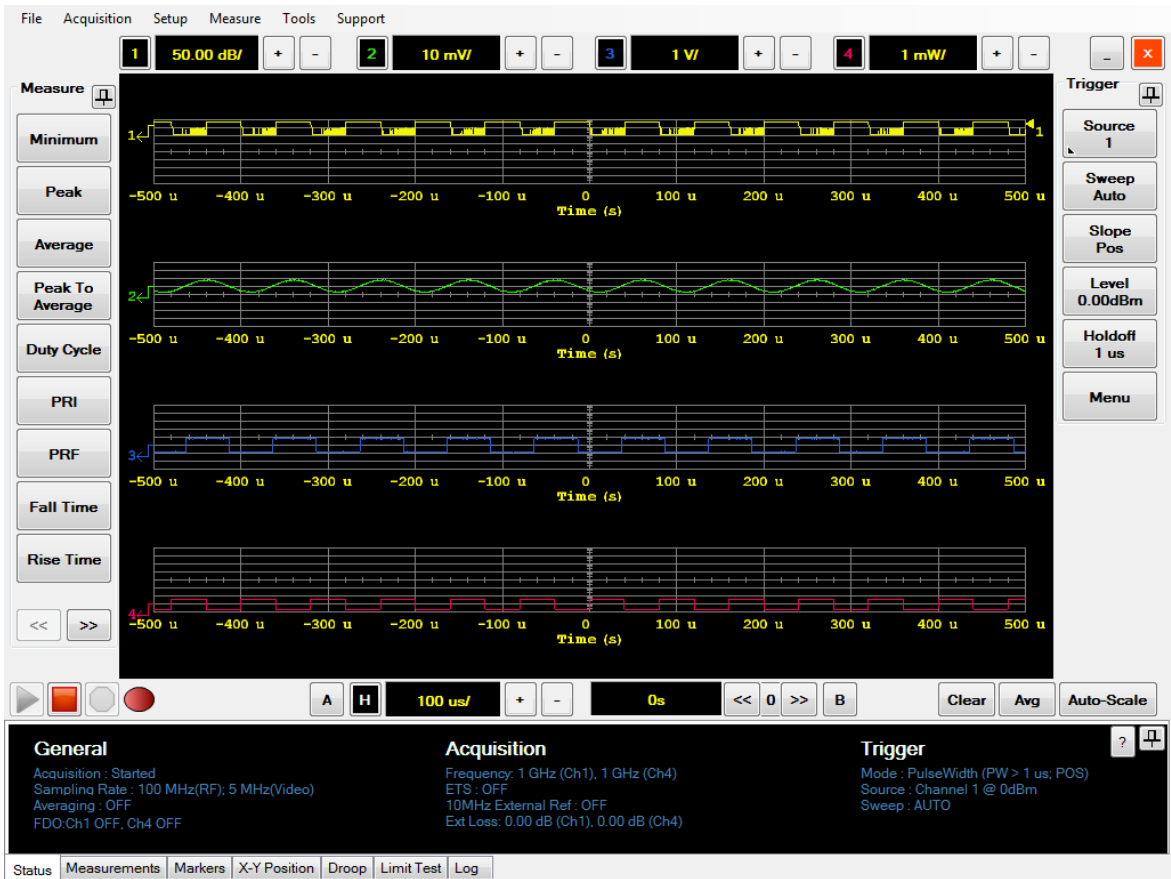 File Acquisition Setup Measure Tools Support
1 50.00 dB/ + - 2 10 mV/ + - 3 1 V/ + - 4 1 mW/ + - _ X
Measure
Minimum
Peak
Average
Peak To
Average
Duty Cycle
PRI
PRF
Fall Time
Rise Time
<< >>
1 1
-500 u -400 u -300 u -200 u -100 u 0 100 u 200 u 300 u 400 u 500 u
Time (s)
2
-500 u -400 u -300 u -200 u -100 u 0 100 u 200 u 300 u 400 u 500 u
Time (s)
3
-500 u -400 u -300 u -200 u -100 u 0 100 u 200 u 300 u 400 u 500 u
Time (s)
4
-500 u -400 u -300 u -200 u -100 u 0 100 u 200 u 300 u 400 u 500 u
Time (s)
Trigger
Source
1
Sweep
Auto
Slope
Pos
Level
0.00dBm
Holdoff
1 us
Menu
A H 100 us/ + - 0s << 0 >> B Clear Avg Auto-Scale
General
Acquisition : Started
Sampling Rate : 100 MHz(RF); 5 MHz(Video)
Averaging : OFF
FDO:Ch1 OFF, Ch4 OFF
Acquisition
Frequency: 1 GHz (Ch1), 1 GHz (Ch4)
ETS : OFF
10MHz External Ref : OFF
Ext Loss: 0.00 dB (Ch1), 0.00 dB (Ch4)
Trigger
Mode : PulseWidth (PW > 1 us; POS)
Source : Channel 1 @ 0dBm
Sweep : AUTO
?
Status Measurements Markers X-Y Position Droop Limit Test Log